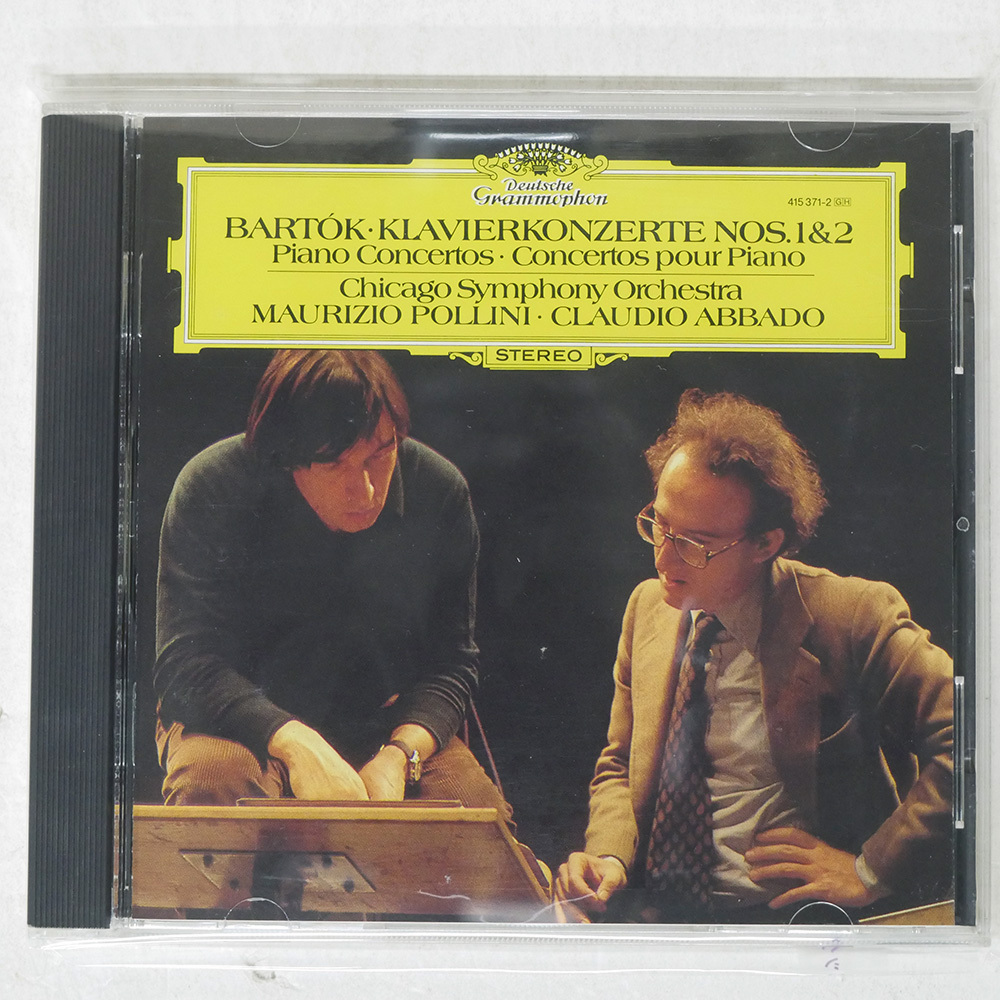 Deutsche
Grammophon
415 371-2 GH
BARTÓK·KLAVIERKONZERTE NOS.1&2
Piano Concertos · Concertos pour Piano
Chicago Symphony Orchestra
MAURIZIO POLLINI · CLAUDIO ABBADO
STEREO